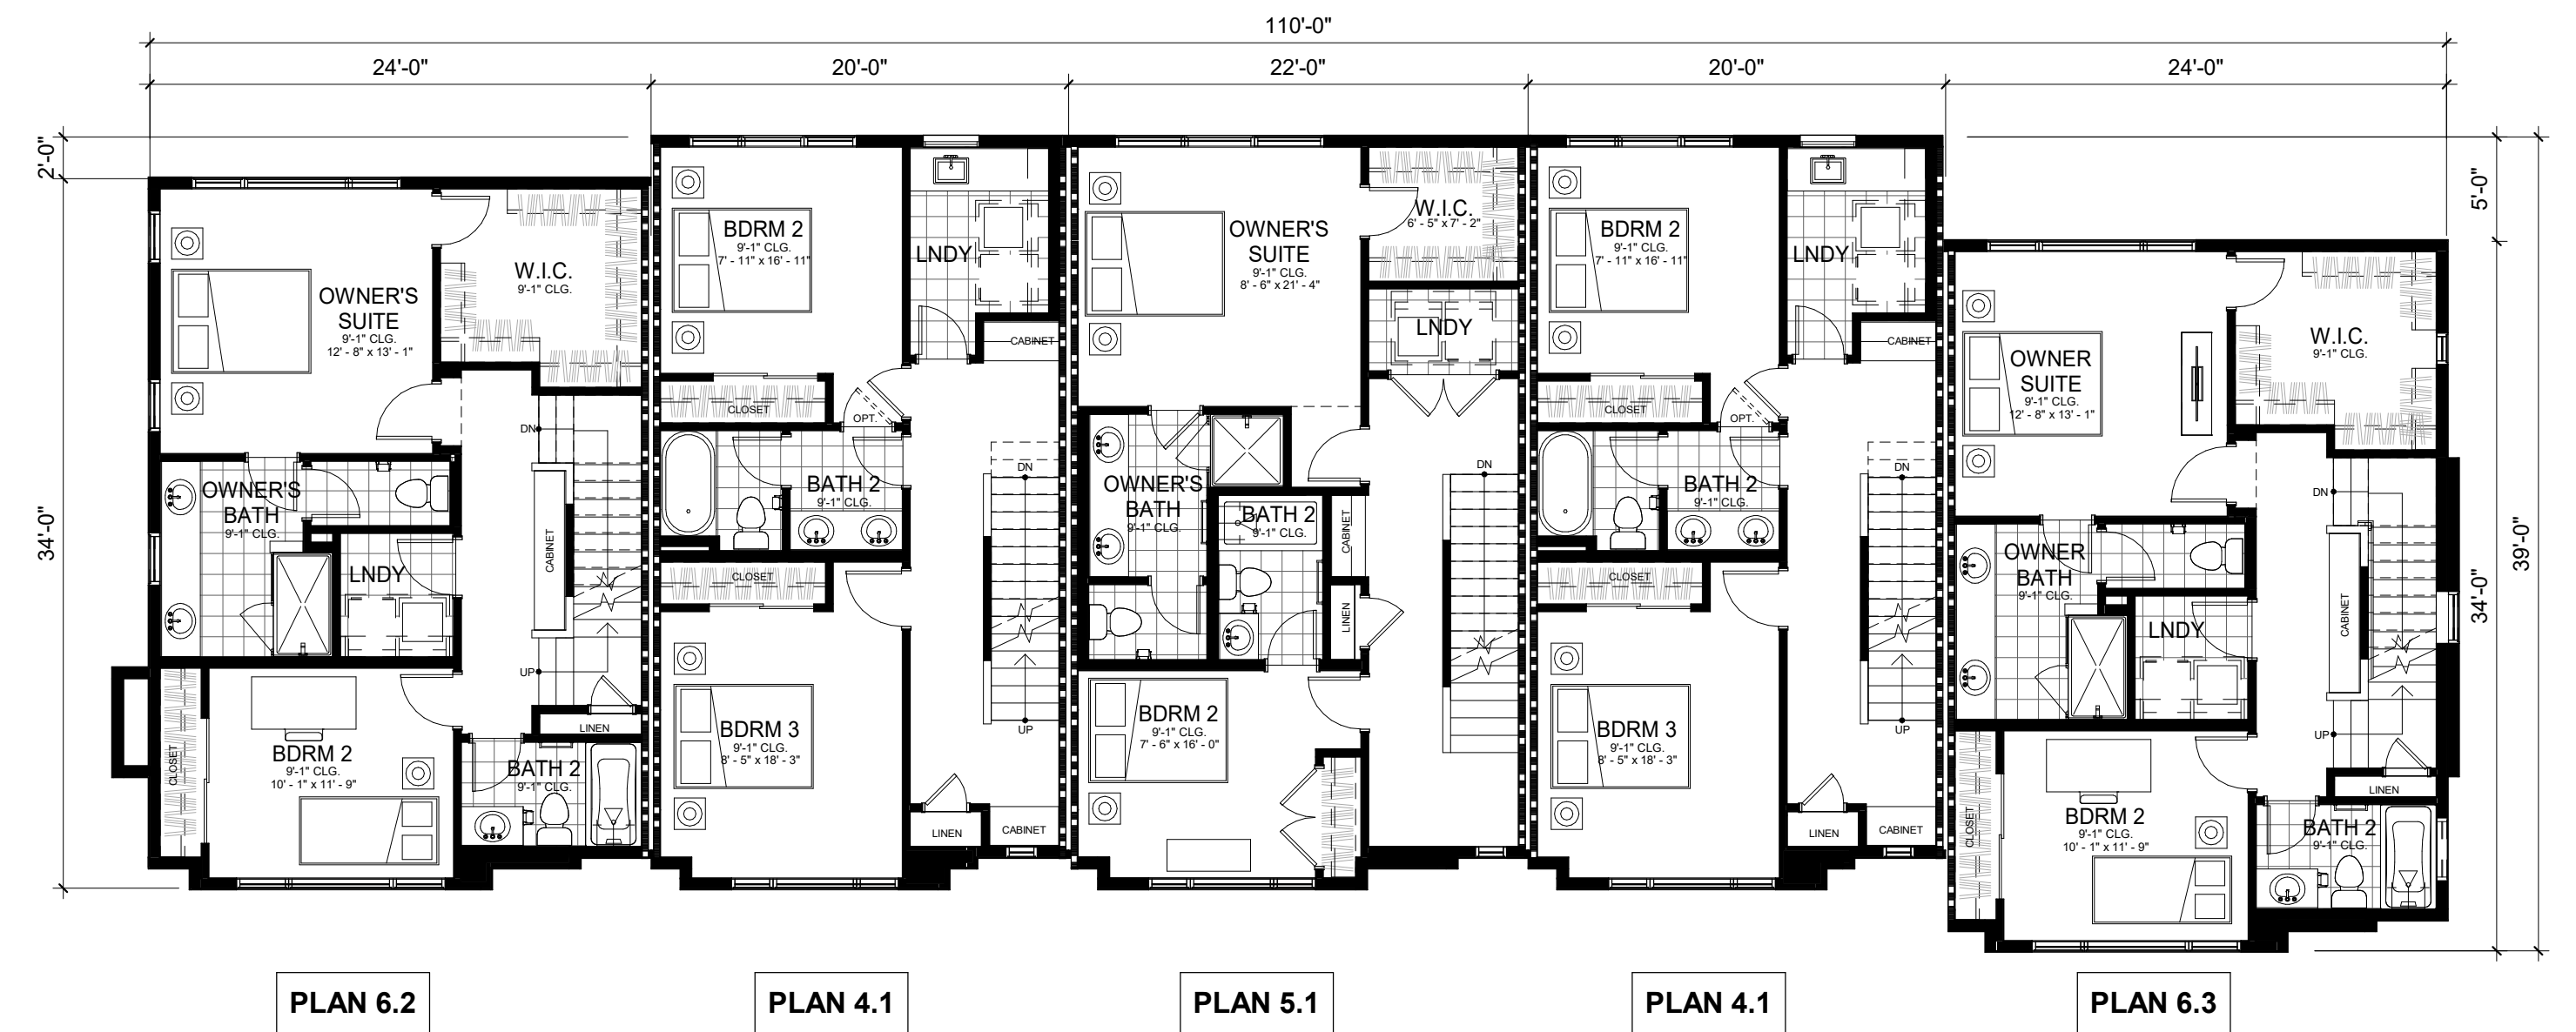 110'-0"
24'-0"
20'-0"
22'-0"
20'-0"
24'-0"
2'-0"
34'-0"
5'-0"
34'-0"
39'-0"
OWNER'S
SUITE
9'-1" CLG.
12' - 8" x 13' - 1"
W.I.C.
9'-1" CLG.
DN
OWNER'S
BATH
9'-1" CLG.
LNDY
CABINET
UP
LINEN
CLOSET
BDRM 2
9'-1" CLG.
10' - 1" x 11' - 9"
BATH 2
9'-1" CLG.
PLAN 6.2
BDRM 2
9'-1" CLG.
7' - 11" x 16' - 11"
LNDY
CABINET
CLOSET
OPT.
BATH 2
9'-1" CLG.
DN
CLOSET
BDRM 3
9'-1" CLG.
8' - 5" x 18' - 3"
UP
LINEN
CABINET
PLAN 4.1
OWNER'S
SUITE
9'-1" CLG.
8' - 6" x 21' - 4"
W.I.C.
6' - 5" x 7' - 2"
LNDY
DN
OWNER'S
BATH
9'-1" CLG.
BATH 2
9'-1" CLG.
CABINET
LINEN
BDRM 2
9'-1" CLG.
7' - 6" x 16' - 0"
PLAN 5.1
BDRM 2
9'-1" CLG.
7' - 11" x 16' - 11"
LNDY
CABINET
CLOSET
OPT.
BATH 2
9'-1" CLG.
DN
CLOSET
BDRM 3
9'-1" CLG.
8' - 5" x 18' - 3"
UP
LINEN
CABINET
PLAN 4.1
OWNER
SUITE
9'-1" CLG.
12' - 8" x 13' - 1"
W.I.C.
9'-1" CLG.
DN
OWNER
BATH
9'-1" CLG.
LNDY
CABINET
UP
LINEN
CLOSET
BDRM 2
9'-1" CLG.
10' - 1" x 11' - 9"
BATH 2
9'-1" CLG.
PLAN 6.3